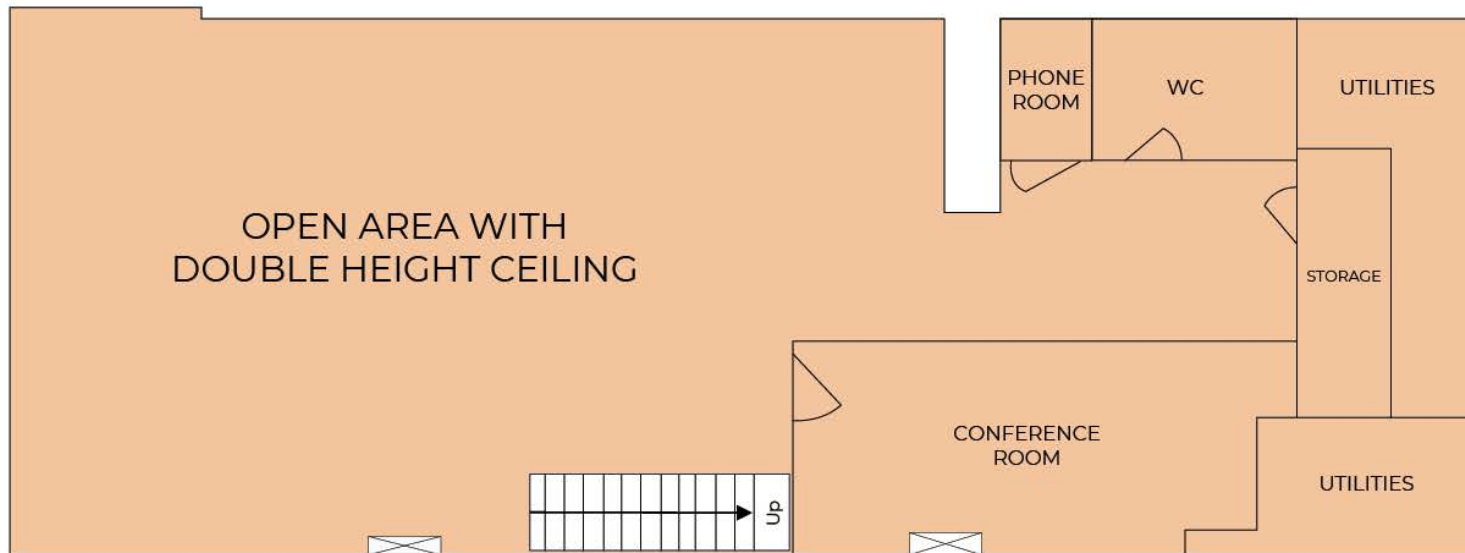 PHONE
ROOM
WC
UTILITIES
OPEN AREA WITH
DOUBLE HEIGHT CEILING
STORAGE
CONFERENCE
ROOM
UTILITIES
Up